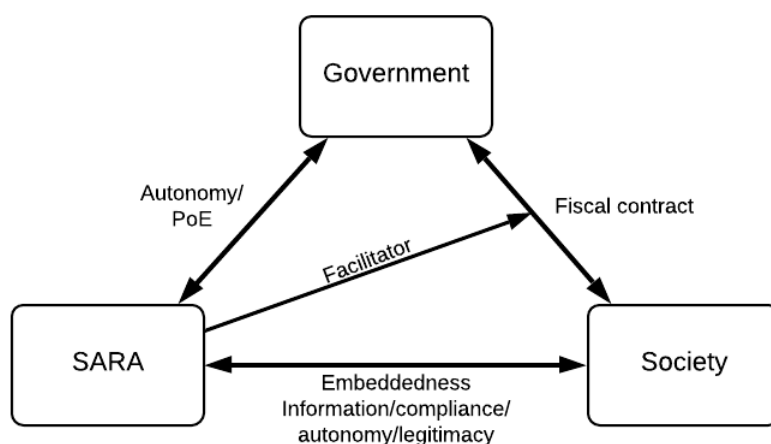 Government
Autonomy/
PoE
Fiscal contract
Facilitator
SARA
Society
Embeddedness
Information/compliance/
autonomy/legitimacy